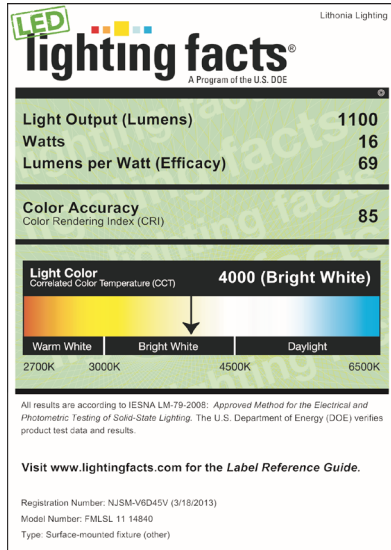 Lithonia Lighting
LED
lighting facts®
A Program of the U.S. DOE
Light Output (Lumens) 1100
Watts 16
Lumens per Watt (Efficacy) 69
Color Accuracy
Color Rendering Index (CRI) 85
Light Color
Correlated Color Temperature (CCT) 4000 (Bright White)
Warm White Bright White Daylight
2700K 3000K 4500K 6500K
All results are according to IESNA LM-79-2008: Approved Method for the Electrical and
Photometric Testing of Solid-State Lighting. The U.S. Department of Energy (DOE) verifies
product test data and results.
Visit www.lightingfacts.com for the Label Reference Guide.
Registration Number: NJSM-V6D45V (3/18/2013)
Model Number: FMLSL 11 14840
Type: Surface-mounted fixture (other)